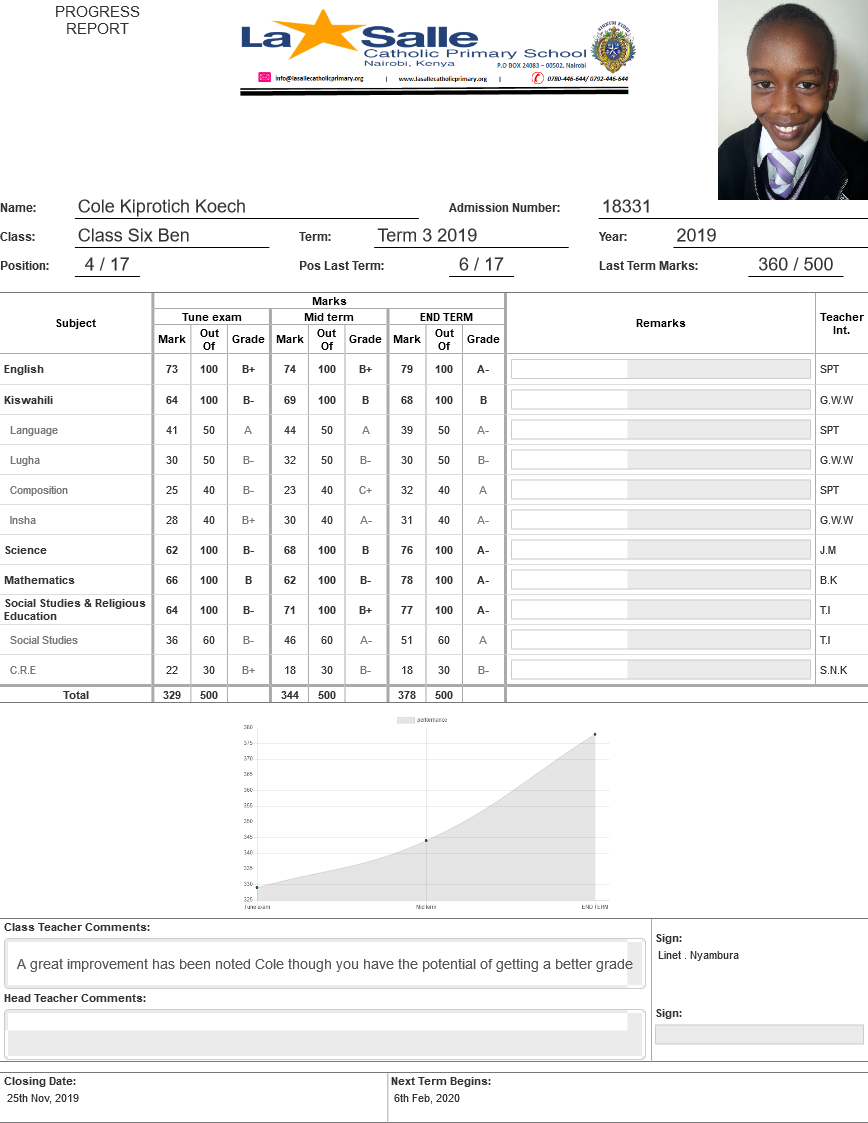 PROGRESS
REPORT
La Salle
Catholic Primary School
Nairobi, Kenya
P.O BOX 24083 – 00502, Nairobi
info@lasallecatholicprimary.org | www.lasallecatholicprimary.org | 0780-446-644/ 0792-446-644
Name: Cole Kiprotich Koech Admission Number: 18331
Class: Class Six Ben Term: Term 3 2019 Year: 2019
Position: 4 / 17 Pos Last Term: 6 / 17 Last Term Marks: 360 / 500
Subject Marks Remarks Teacher Int.
Tune exam Mid term END TERM
Mark Out Of Grade Mark Out Of Grade Mark Out Of Grade
English 73 100 B+ 74 100 B+ 79 100 A- SPT
Kiswahili 64 100 B- 69 100 B 68 100 B G.W.W
Language 41 50 A 44 50 A 39 50 A- SPT
Lugha 30 50 B- 32 50 B- 30 50 B- G.W.W
Composition 25 40 B- 23 40 C+ 32 40 A SPT
Insha 28 40 B+ 30 40 A- 31 40 A- G.W.W
Science 62 100 B- 68 100 B 76 100 A- J.M
Mathematics 66 100 B 62 100 B- 78 100 A- B.K
Social Studies & Religious Education 64 100 B- 71 100 B+ 77 100 A- T.I
Social Studies 36 60 B- 46 60 A- 51 60 A T.I
C.R.E 22 30 B+ 18 30 B- 18 30 B- S.N.K
Total 329 500 344 500 378 500
performance
380
375
370
365
360
355
350
345
340
335
330
325
Tune exam Mid term END TERM
Class Teacher Comments:
A great improvement has been noted Cole though you have the potential of getting a better grade
Sign:
Linet . Nyambura
Head Teacher Comments:
Sign:
Closing Date:
25th Nov, 2019
Next Term Begins:
6th Feb, 2020